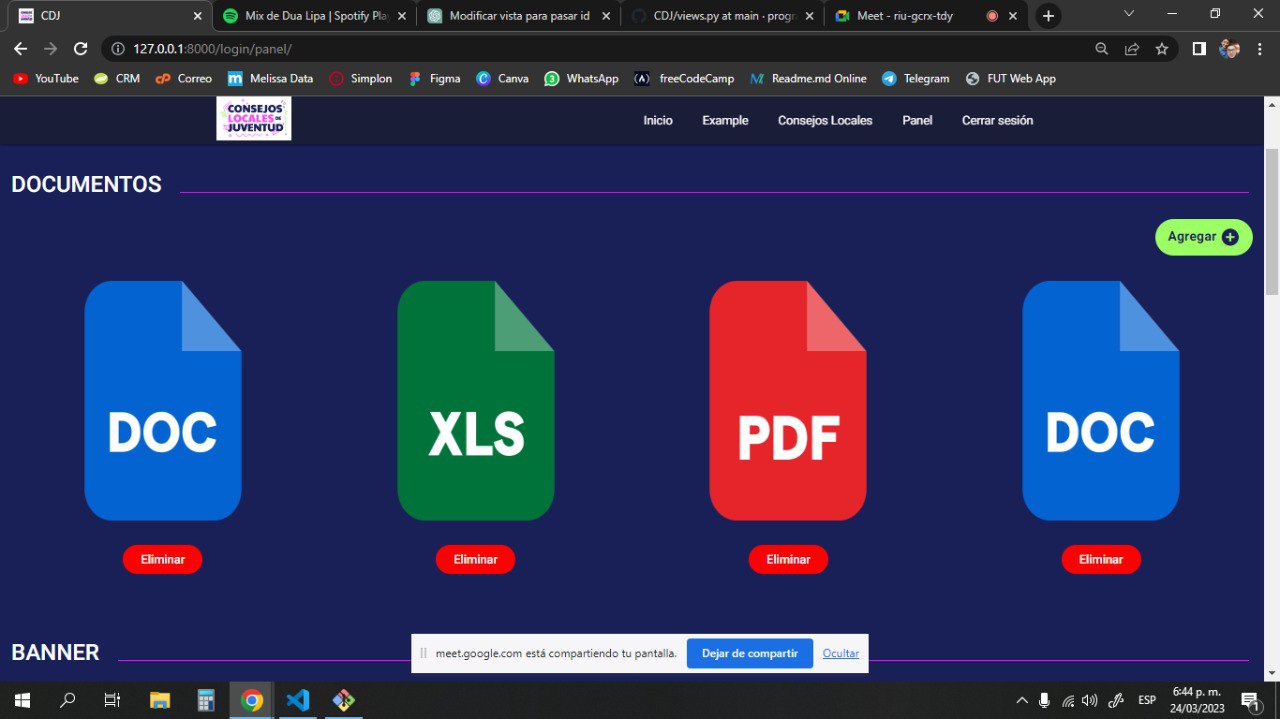 CDJ
Mix de Dua Lipa | Spotify Play
Modificar vista para pasar id
CDJ/views.py at main · progr
Meet - riu-gcre-tdy
127.0.0.1:8000/login/panel/
YouTube
CRM
Correo
Melissa Data
Simplon
Figma
Canva
3
WhatsApp
(A)
freeCodeCamp
Readme.md Online
Telegram
FUT Web App
CONSEJOS
LOCALES DE
JUVENTUD
Inicio
Example
Consejos Locales
Panel
Cerrar sesión
DOCUMENTOS
Agregar
DOC
XLS
PDF
DOC
Eliminar
Eliminar
Eliminar
Eliminar
BANNER
meet.google.com está compartiendo tu pantalla.
Dejar de compartir
Ocultar
ESP
6:44 p. m.
24/03/2023
1